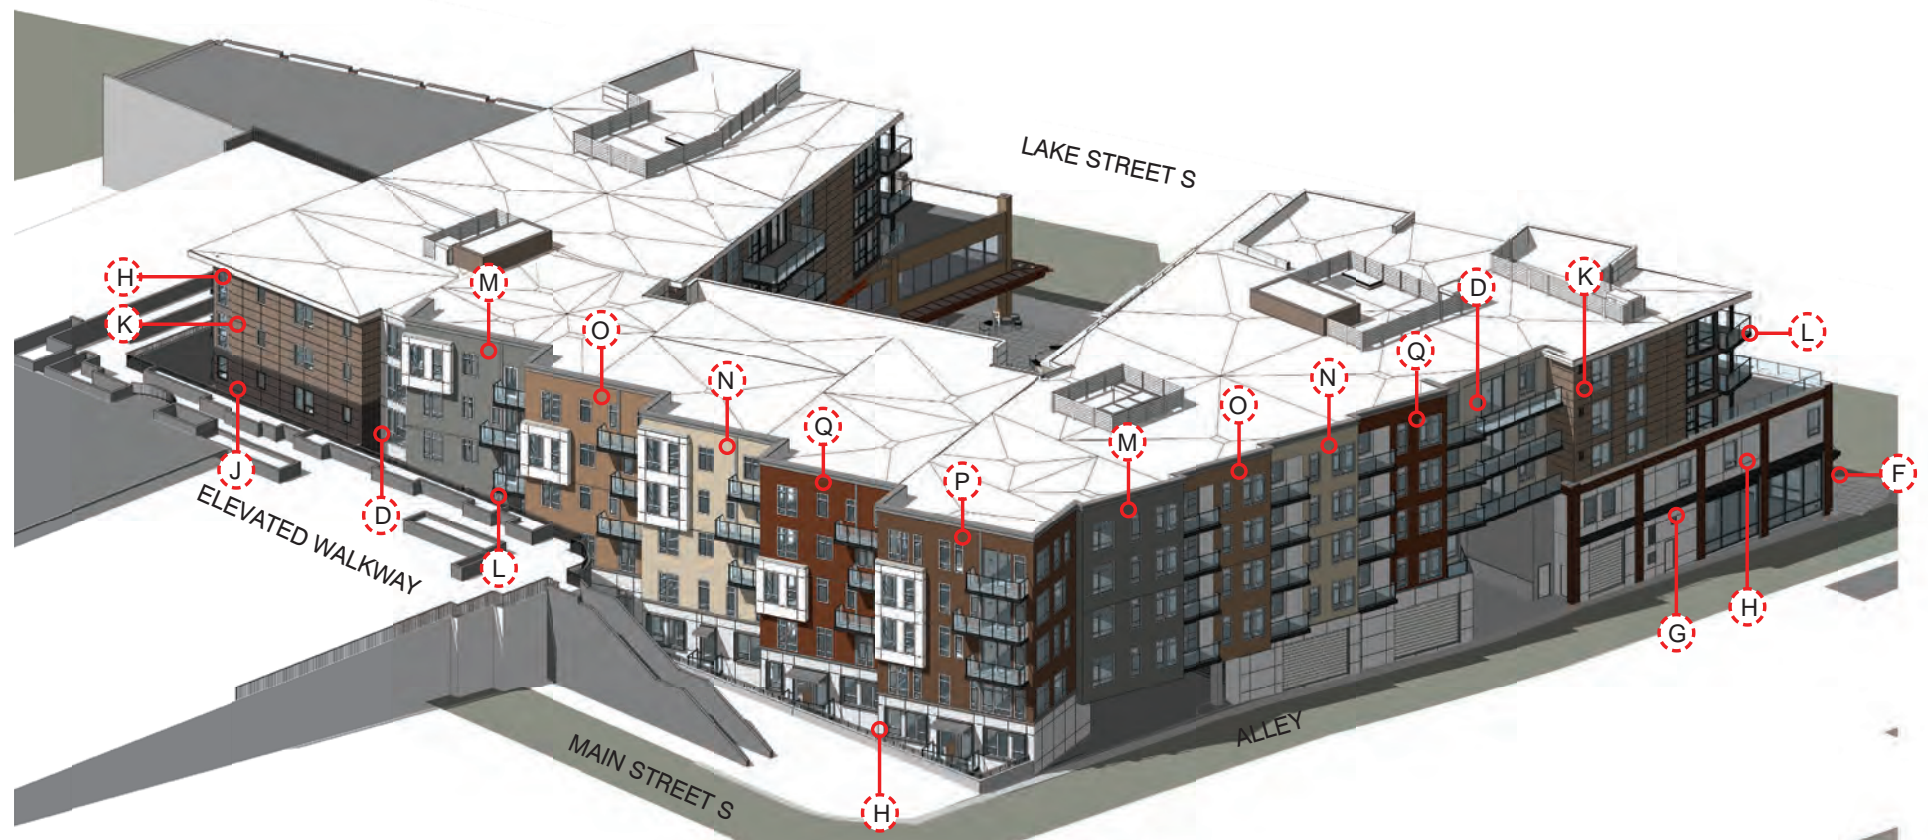 LAKE STREET S
H
M
K
D
K
O
L
N
Q
N
Q
O
M
J
P
F
D
ELEVATED WALKWAY
L
H
G
ALLEY
MAIN STREET S
H